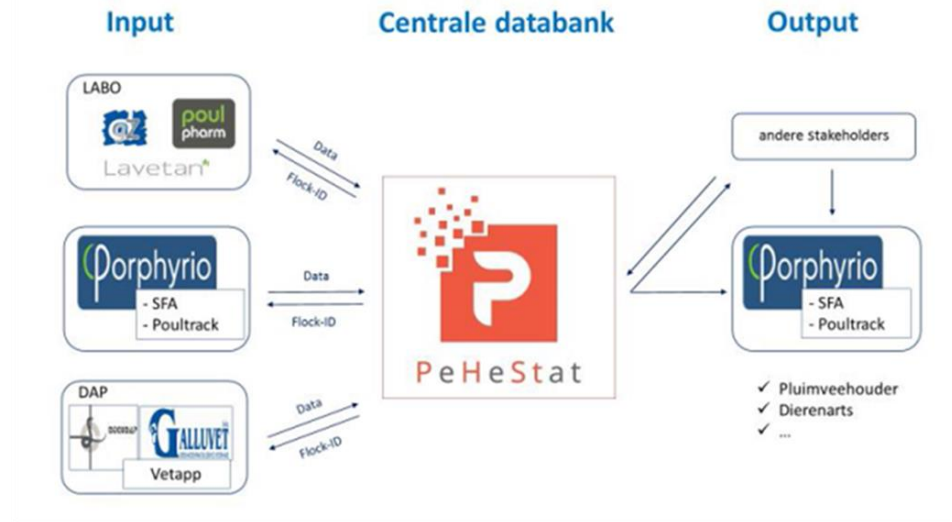 Input
Centrale databank
Output
LABO
poul
pharm
Lavetan
Data
Flock-ID
andere stakeholders
Porphyrio
- SFA
- Poultrack
Data
Flock-ID
P
PeHeStat
Porphyrio
- SFA
- Poultrack
Pluimveehouder
Dierenarts
...
DAP
GALLUVET
Vetapp
Data
Flock-ID